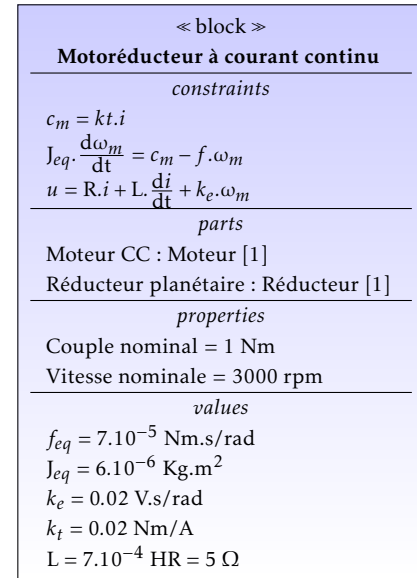 ≪ block ≫
Motoréducteur à courant continu
constraints
c_m = kt.i
J_eq. dω_m/dt = c_m − f.ω_m
u = R.i + L. di/dt + k_e.ω_m
parts
Moteur CC : Moteur [1]
Réducteur planétaire : Réducteur [1]
properties
Couple nominal = 1 Nm
Vitesse nominale = 3000 rpm
values
f_eq = 7.10⁻⁵ Nm.s/rad
J_eq = 6.10⁻⁶ Kg.m²
k_e = 0.02 V.s/rad
k_t = 0.02 Nm/A
L = 7.10⁻⁴ HR = 5 Ω